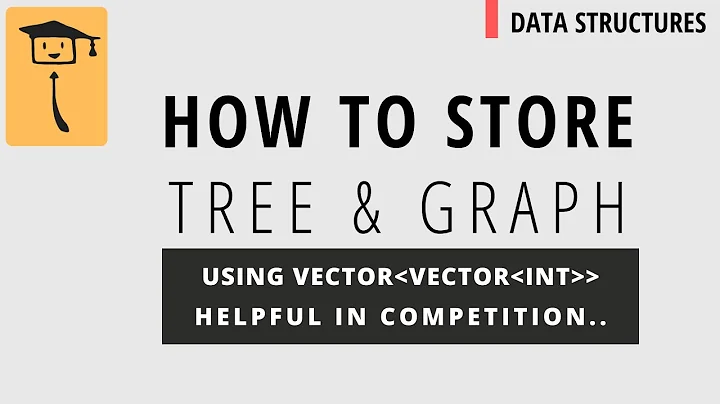 DATA STRUCTURES
HOW TO STORE
TREE & GRAPH
USING VECTOR<VECTOR<INT>>
HELPFUL IN COMPETITION..